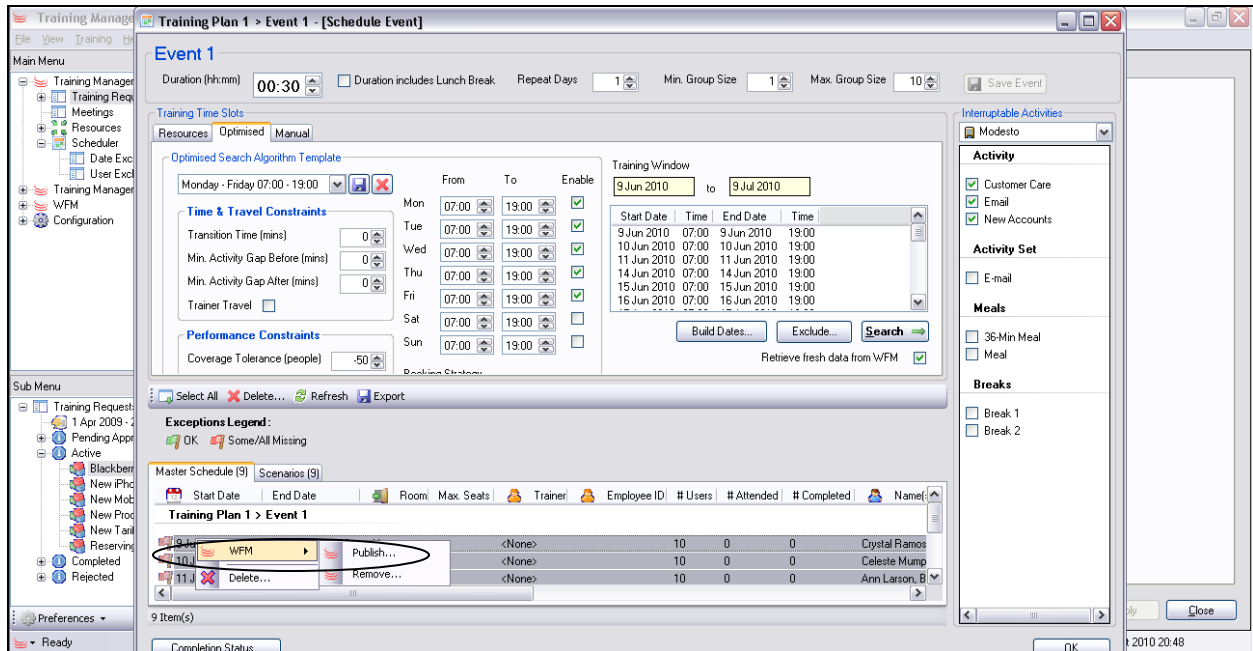 Training Manage
File View Training He
Main Menu
Training Manager
Training Requ
Meetings
Resources
Scheduler
Date Exc
User Excl
Training Manager
WFM
Configuration
Sub Menu
Training Request:
1 Apr 2009 - 2
Pending Appr
Active
Blackberr
New iPho
New Mob
New Prod
New Tarif
Reserving
Completed
Rejected
Preferences
Ready
Training Plan 1 > Event 1 - [Schedule Event]
Event 1
Duration (hh:mm) 00:30 Duration includes Lunch Break Repeat Days 1 Min. Group Size 1 Max. Group Size 10 Save Event
Training Time Slots
Resources Optimised Manual
Optimised Search Algorithm Template
Monday - Friday 07:00 - 19:00
Time & Travel Constraints
Transition Time (mins) 0
Min. Activity Gap Before (mins) 0
Min. Activity Gap After (mins) 0
Trainer Travel
Performance Constraints
Coverage Tolerance (people) -50
From To Enable
Mon 07:00 19:00
Tue 07:00 19:00
Wed 07:00 19:00
Thu 07:00 19:00
Fri 07:00 19:00
Sat 07:00 19:00
Sun 07:00 19:00
Booking Strategy
Training Window
9 Jun 2010 to 9 Jul 2010
Start Date Time End Date Time
9 Jun 2010 07:00 9 Jun 2010 19:00
10 Jun 2010 07:00 10 Jun 2010 19:00
11 Jun 2010 07:00 11 Jun 2010 19:00
14 Jun 2010 07:00 14 Jun 2010 19:00
15 Jun 2010 07:00 15 Jun 2010 19:00
16 Jun 2010 07:00 16 Jun 2010 19:00
Build Dates... Exclude... Search
Retrieve fresh data from WFM
Interruptable Activities
Modesto
Activity
Customer Care
Email
New Accounts
Activity Set
E-mail
Meals
36-Min Meal
Meal
Breaks
Break 1
Break 2
Select All Delete... Refresh Export
Exceptions Legend:
OK Some/All Missing
Master Schedule (9) Scenarios (9)
Start Date End Date Room Max. Seats Trainer Employee ID # Users # Attended # Completed Name(s
Training Plan 1 > Event 1
9 Ju <None> 10 0 0 Crystal Ramos
10 J <None> 10 0 0 Celeste Mump
11 J <None> 10 0 0 Ann Larson, B
WFM
Delete...
Publish...
Remove...
9 Item(s)
Completion Status
OK
ply Close
t 2010 20:48